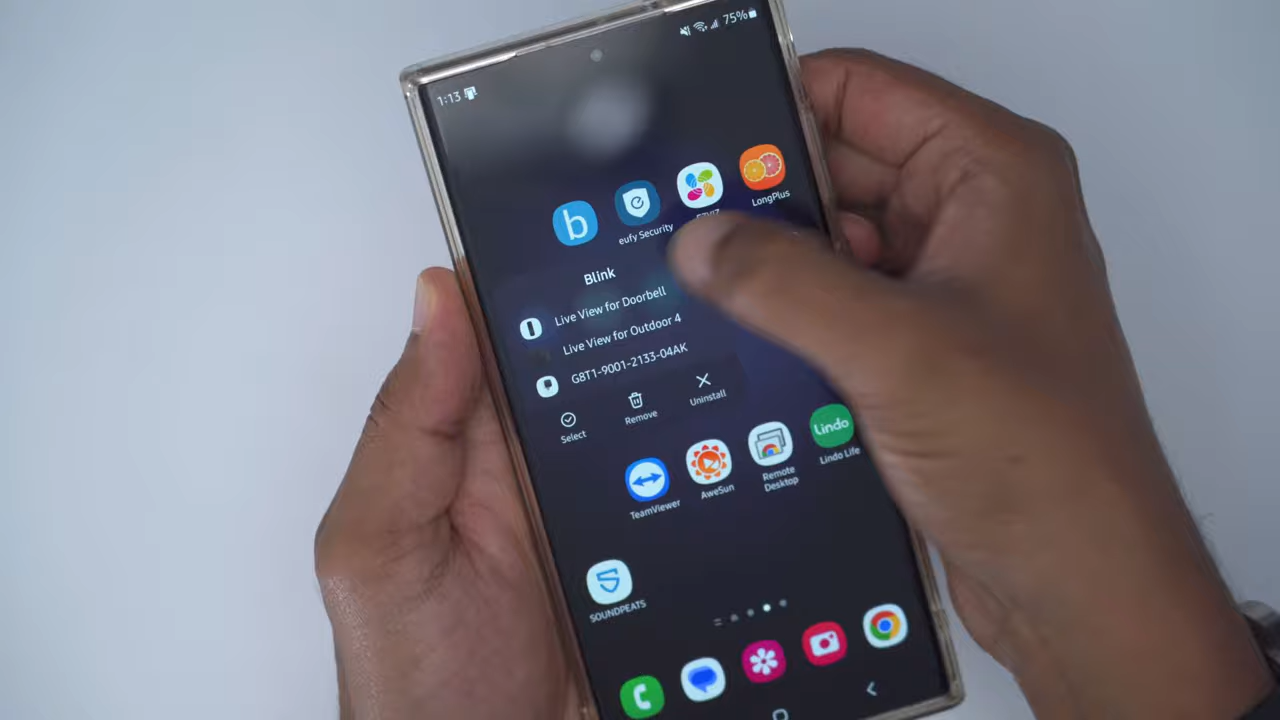 75%
1:13
LongPlus
eufy Security
Blink
Live View for Doorbell
Live View for Outdoor 4
G8T1-9001-2133-04AK
Select
Remove
Uninstall
TeamViewer
AweSun
Remote
Desktop
Lindo
Lindo Life
SOUNDPEATS